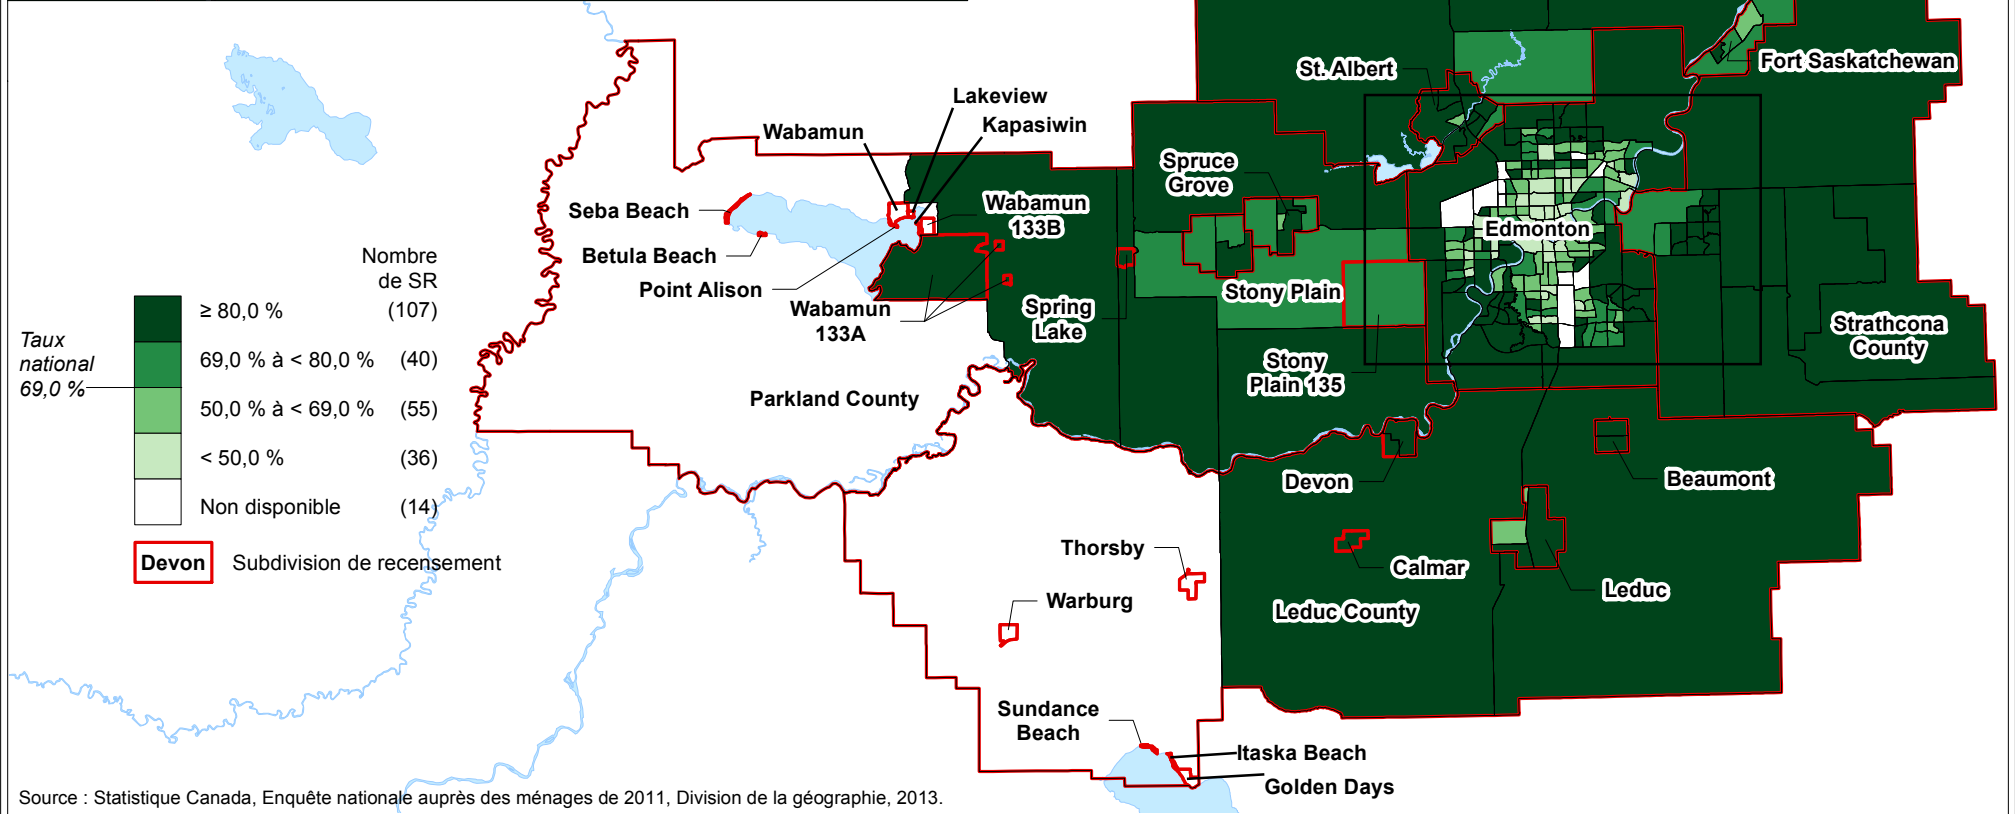 Lakeview
Kapasiwin
Wabamun
St. Albert
Fort Saskatchewan
Spruce
Grove
Seba Beach
Wabamun
133B
Edmonton
Betula Beach
Point Alison
Stony Plain
Wabamun
133A
Spring
Lake
Strathcona
County
Stony
Plain 135
Parkland County
Devon
Beaumont
Thorsby
Calmar
Warburg
Leduc
Leduc County
Sundance
Beach
Itaska Beach
Golden Days
Nombre
de SR
≥ 80,0 % (107)
Taux
national
69,0 %
69,0 % à < 80,0 % (40)
50,0 % à < 69,0 % (55)
< 50,0 % (36)
Non disponible (14)
Devon Subdivision de recensement
Source : Statistique Canada, Enquête nationale auprès des ménages de 2011, Division de la géographie, 2013.